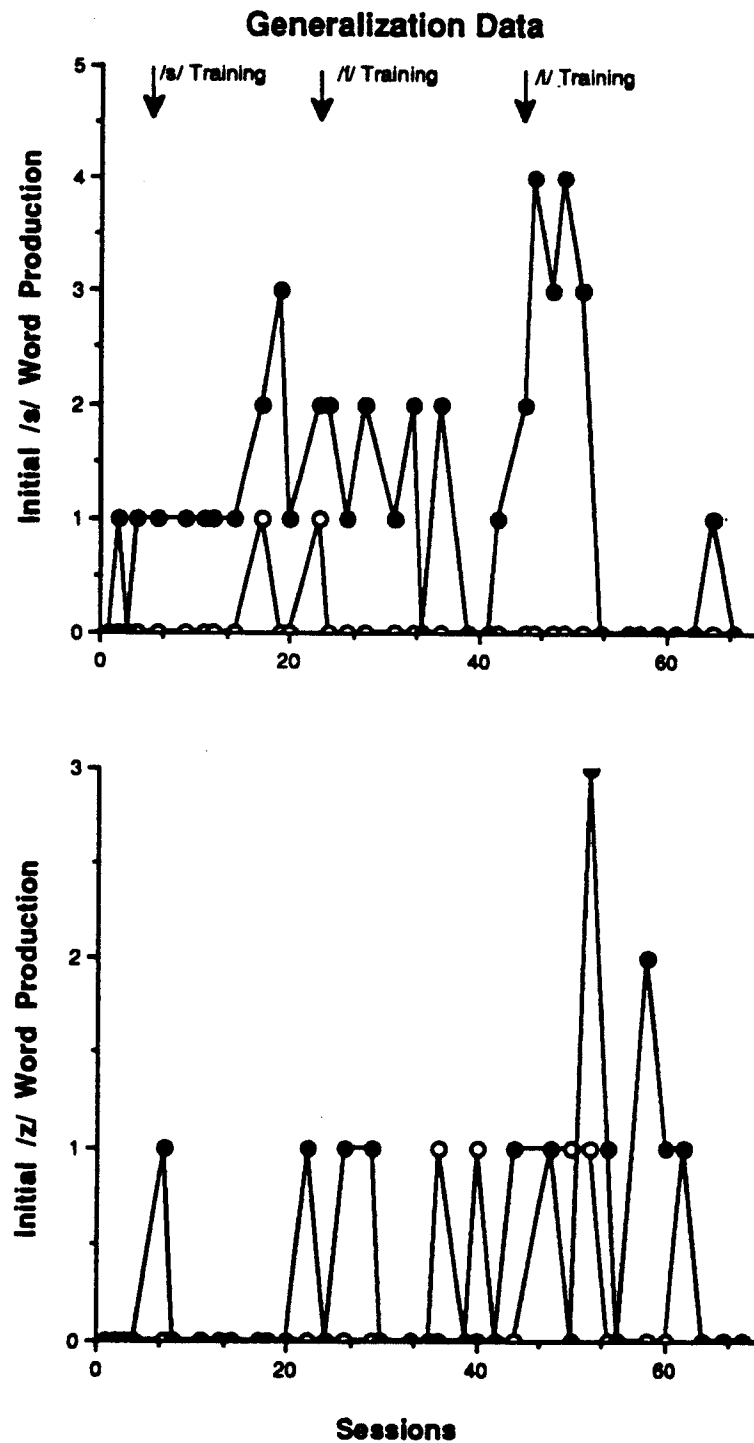 Generalization Data
/s/ Training
/f/ Training
/l/ Training
Initial /s/ Word Production
5
4
3
2
1
0
0
20
40
60
Initial /z/ Word Production
3
2
1
0
0
20
40
60
Sessions